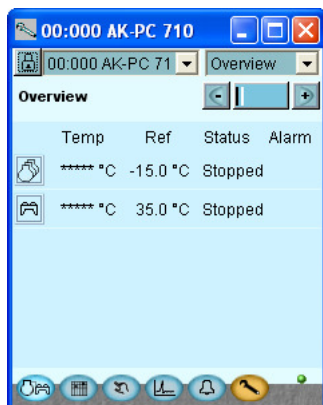 00:000 AK-PC 710
00:000 AK-PC 71 Overview
Overview
Temp Ref Status Alarm
***** °C -15.0 °C Stopped
***** °C 35.0 °C Stopped